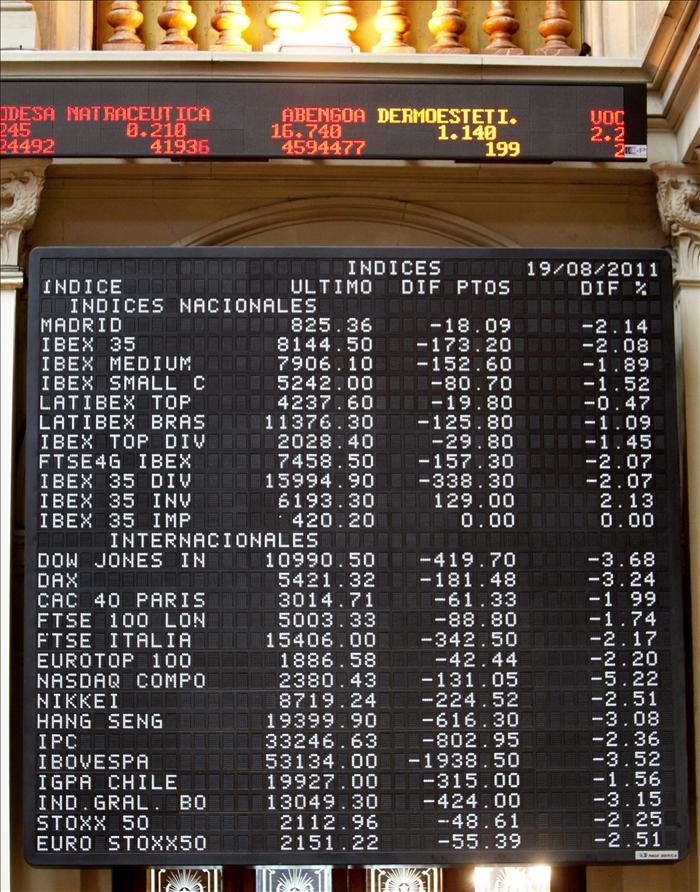 ODESA NATRACEUTICA ABENGOA DERMOESTETI. VOC
245 0.210 16.740 1.140 2.2
24492 41936 4594477 199 2
INDICES 19/08/2011
INDICE ULTIMO DIF PTOS DIF %
INDICES NACIONALES
MADRID 825.36 -18.09 -2.14
IBEX 35 8144.50 -173.20 -2.08
IBEX MEDIUM 7906.10 -152.60 -1.89
IBEX SMALL C 5242.00 -80.70 -1.52
LATIBEX TOP 4237.60 -19.80 -0.47
LATIBEX BRAS 11376.30 -125.80 -1.09
IBEX TOP DIV 2028.40 -29.80 -1.45
FTSE4G IBEX 7458.50 -157.30 -2.07
IBEX 35 DIV 15994.90 -338.30 -2.07
IBEX 35 INV 6193.30 129.00 2.13
IBEX 35 IMP 420.20 0.00 0.00
INTERNACIONALES
DOW JONES IN 10990.50 -419.70 -3.68
DAX 5421.32 -181.48 -3.24
CAC 40 PARIS 3014.71 -61.33 -1 99
FTSE 100 LON 5003.33 -88.80 -1.74
FTSE ITALIA 15406.00 -342.50 -2.17
EUROTOP 100 1886.58 -42.44 -2.20
NASDAQ COMPO 2380.43 -131.05 -5.22
NIKKEI 8719.24 -224.52 -2.51
HANG SENG 19399.90 -616.30 -3.08
IPC 33246.63 -802.95 -2.36
IBOVESPA 53134.00 -1938.50 -3.52
IGPA CHILE 19927.00 -315.00 -1.56
IND.GRAL. BO 13049.30 -424.00 -3.15
STOXX 50 2112.96 -48.61 -2.25
EURO STOXX50 2151.22 -55.39 -2.51